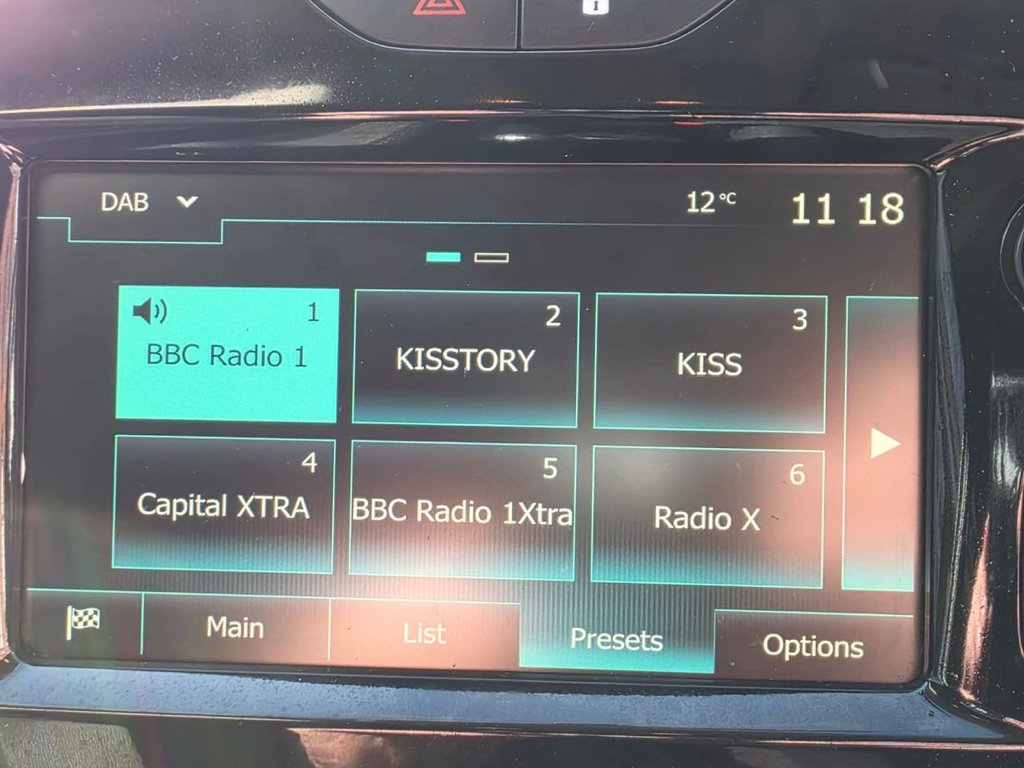 DAB
12°C
11 18
1
BBC Radio 1
2
KISSTORY
3
KISS
4
Capital XTRA
5
BBC Radio 1Xtra
6
Radio X
Main
List
Presets
Options